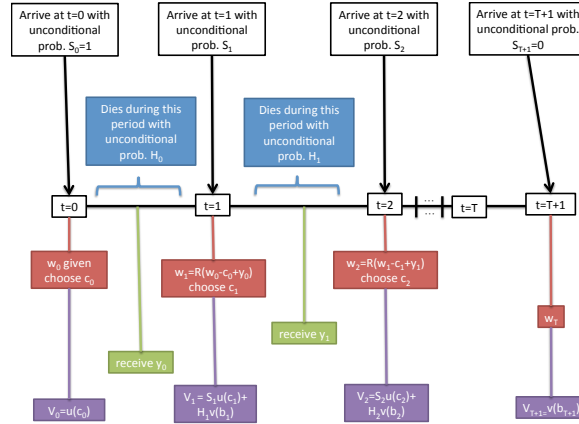 Arrive at t=0 with
unconditional
prob. S0=1
Arrive at t=1 with
unconditional
prob. S1
Arrive at t=2 with
unconditional
prob. S2
Arrive at t=T+1 with
unconditional prob.
ST+1=0
Dies during this
period with
unconditional
prob. H0
Dies during this
period with
unconditional
prob. H1
t=0
t=1
t=2
...
...
t=T
t=T+1
w0 given
choose c0
w1=R(w0-c0+y0)
choose c1
w2=R(w1-c1+y1)
choose c2
wT
receive y0
receive y1
V0=u(c0)
V1 = S1u(c1)+
H1v(b1)
V2=S2u(c2)+
H2v(b2)
VT+1=v(bT+1)